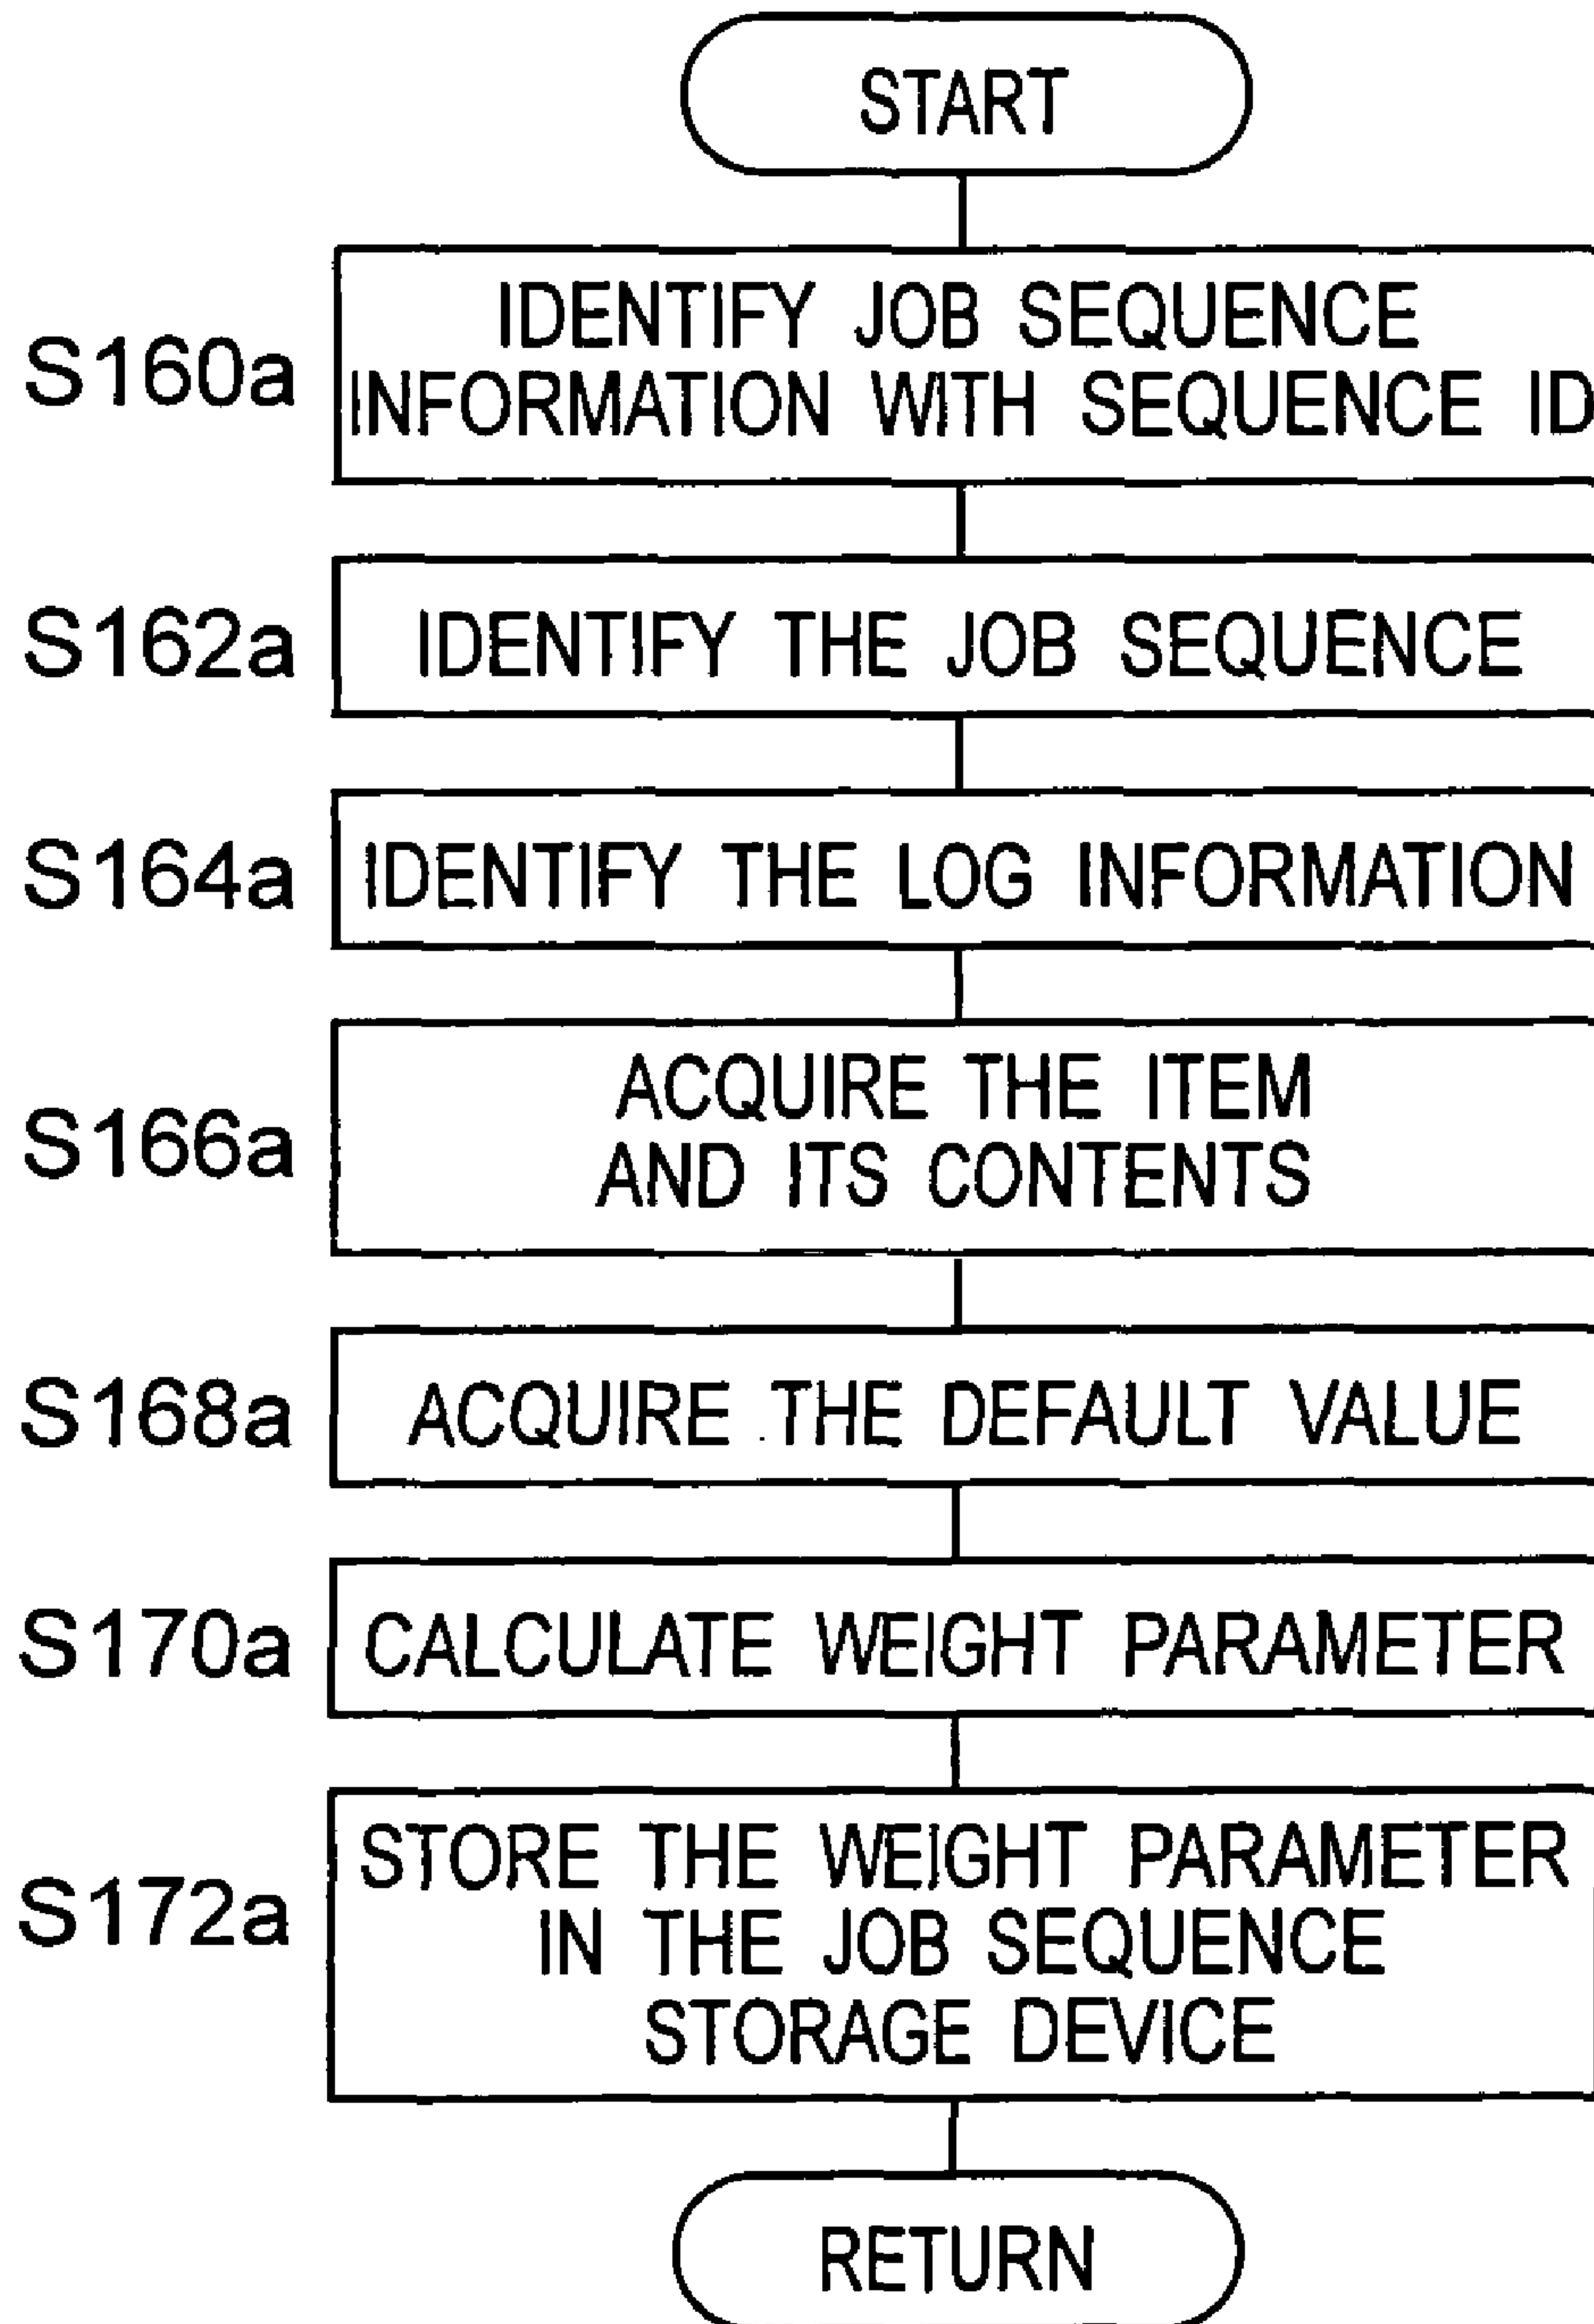 START
S160a
IDENTIFY JOB SEQUENCE
INFORMATION WITH SEQUENCE ID
S162a
IDENTIFY THE JOB SEQUENCE
S164a
IDENTIFY THE LOG INFORMATION
S166a
ACQUIRE THE ITEM
AND ITS CONTENTS
S168a
ACQUIRE THE DEFAULT VALUE
S170a
CALCULATE WEIGHT PARAMETER
S172a
STORE THE WEIGHT PARAMETER
IN THE JOB SEQUENCE
STORAGE DEVICE
RETURN